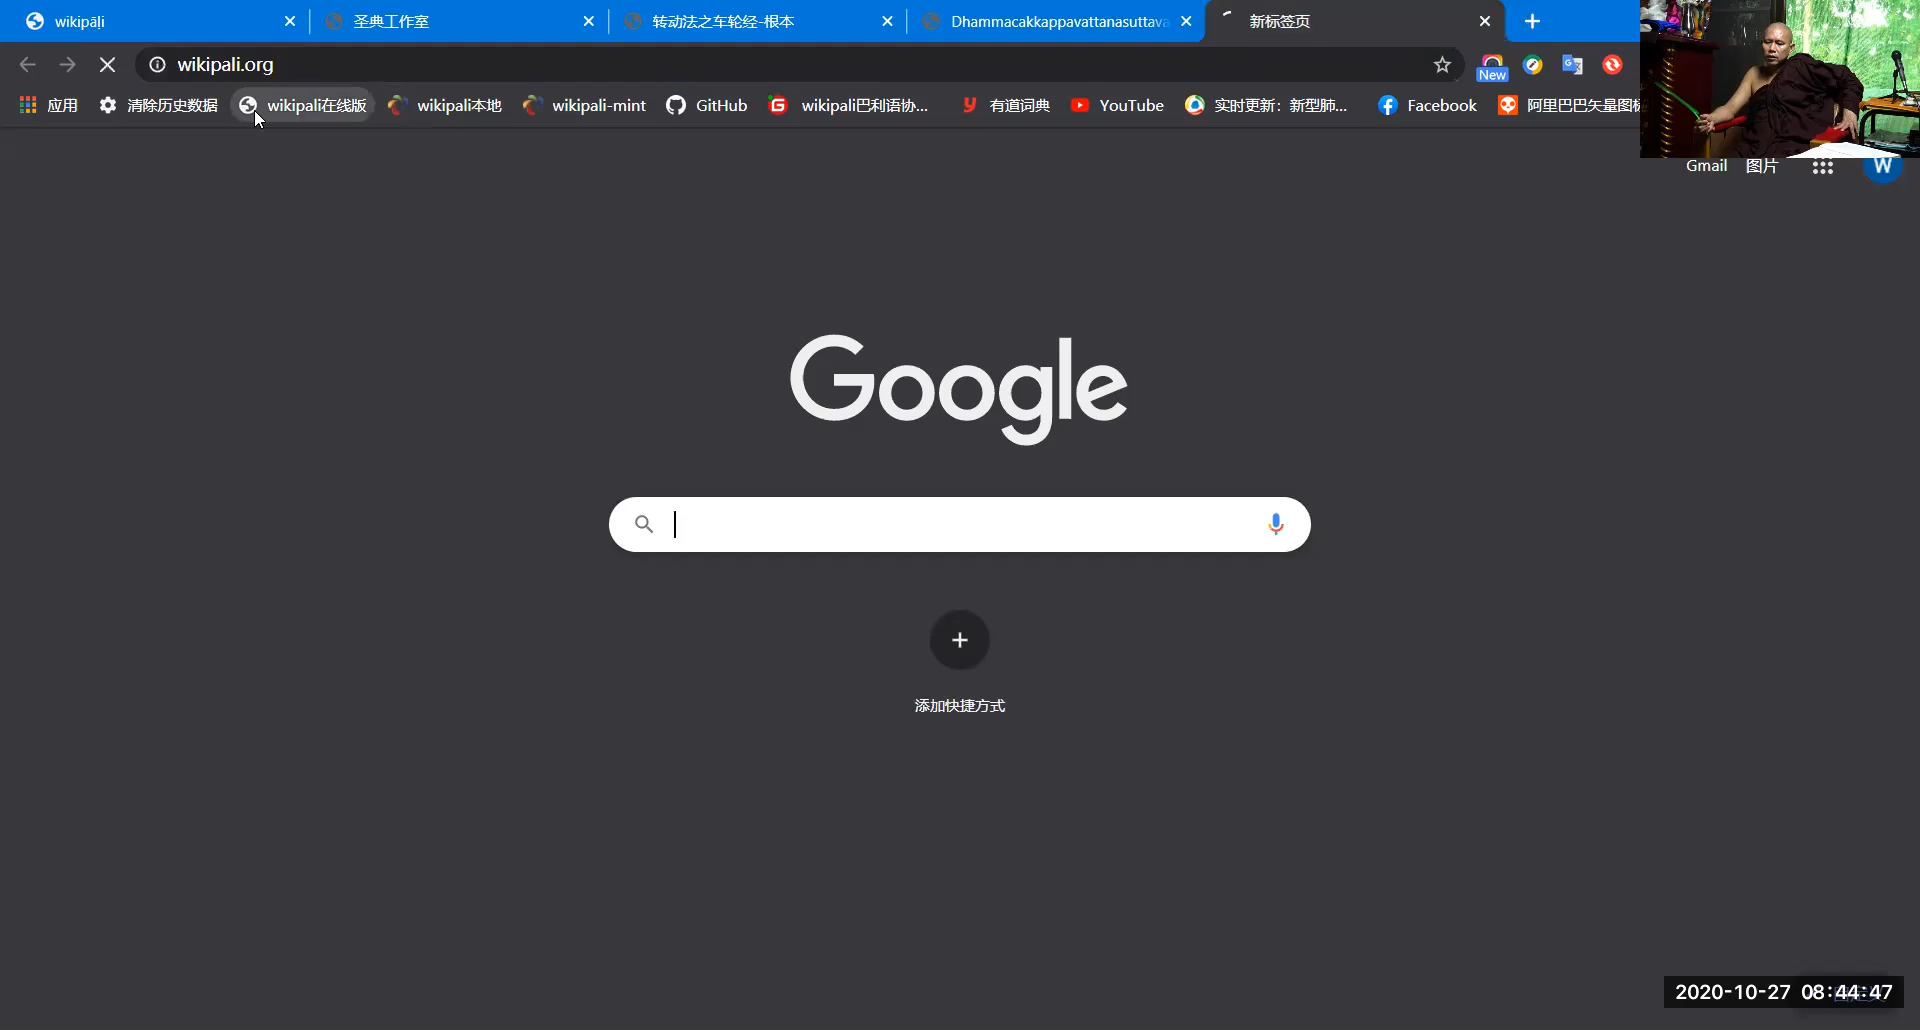 wikipāḷi
圣典工作室
转动法之车轮经-根本
Dhammacakkappavattanasuttava
新标签页
wikipali.org
New
应用
清除历史数据
wikipali在线版
wikipali本地
wikipali-mint
GitHub
wikipali巴利语协...
有道词典
YouTube
实时更新：新型肺...
Facebook
阿里巴巴矢量图标
Gmail
图片
W
Google
添加快捷方式
2020-10-27 08:44:47